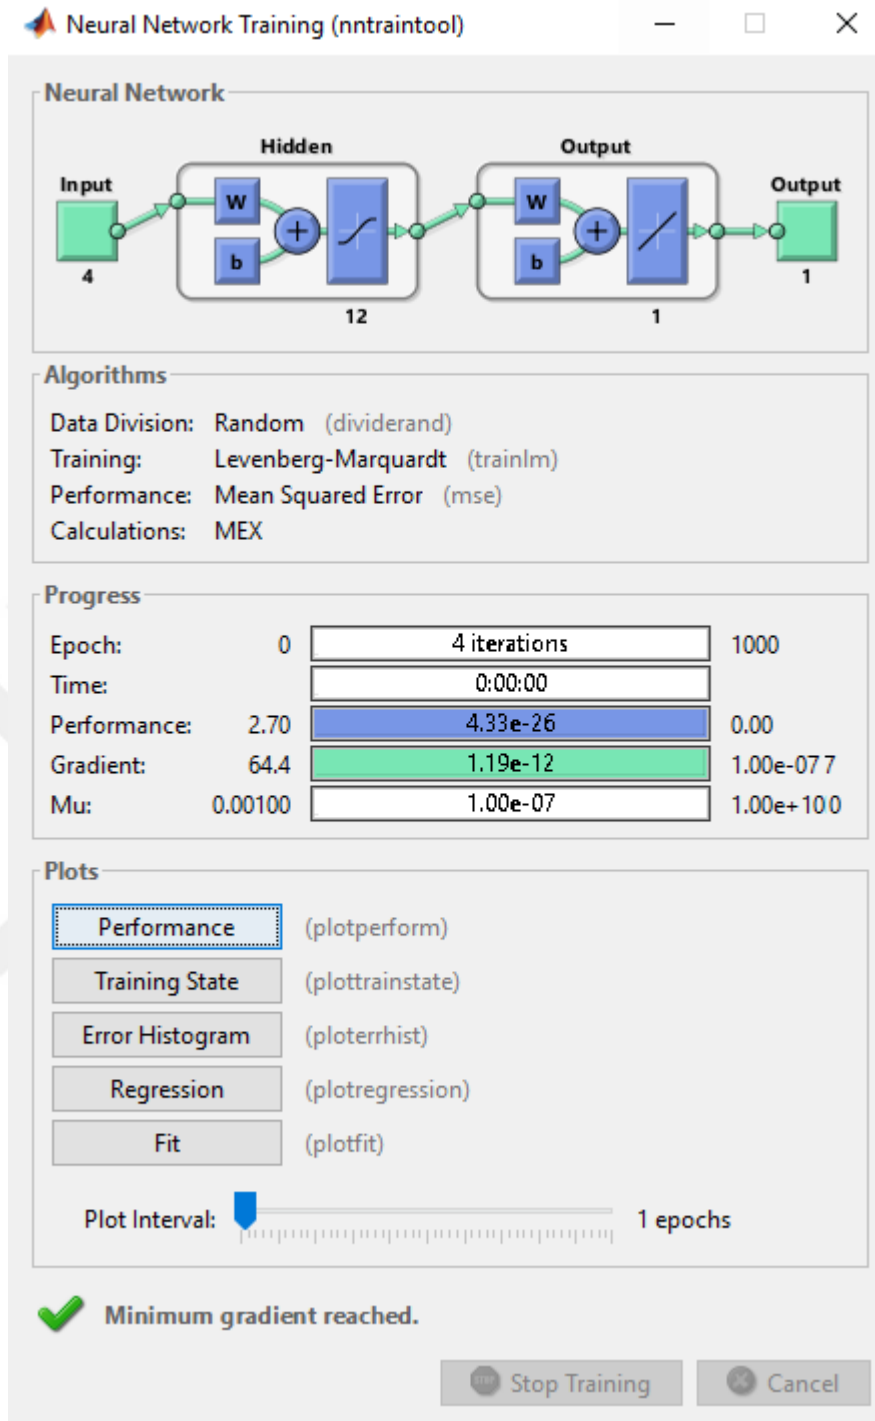 Neural Network Training (nntraintool)
Neural Network
Hidden
Output
Input
Output
W
W
b
b
4
12
1
1
Algorithms
Data Division: Random (dividerand)
Training: Levenberg-Marquardt (trainlm)
Performance: Mean Squared Error (mse)
Calculations: MEX
Progress
Epoch: 0 4 iterations 1000
Time: 0:00:00
Performance: 2.70 4.33e-26 0.00
Gradient: 64.4 1.19e-12 1.00e-077
Mu: 0.00100 1.00e-07 1.00e+100
Plots
Performance (plotperform)
Training State (plottrainstate)
Error Histogram (ploterrhist)
Regression (plotregression)
Fit (plotfit)
Plot Interval: 1 epochs
Minimum gradient reached.
STOP Stop Training Cancel